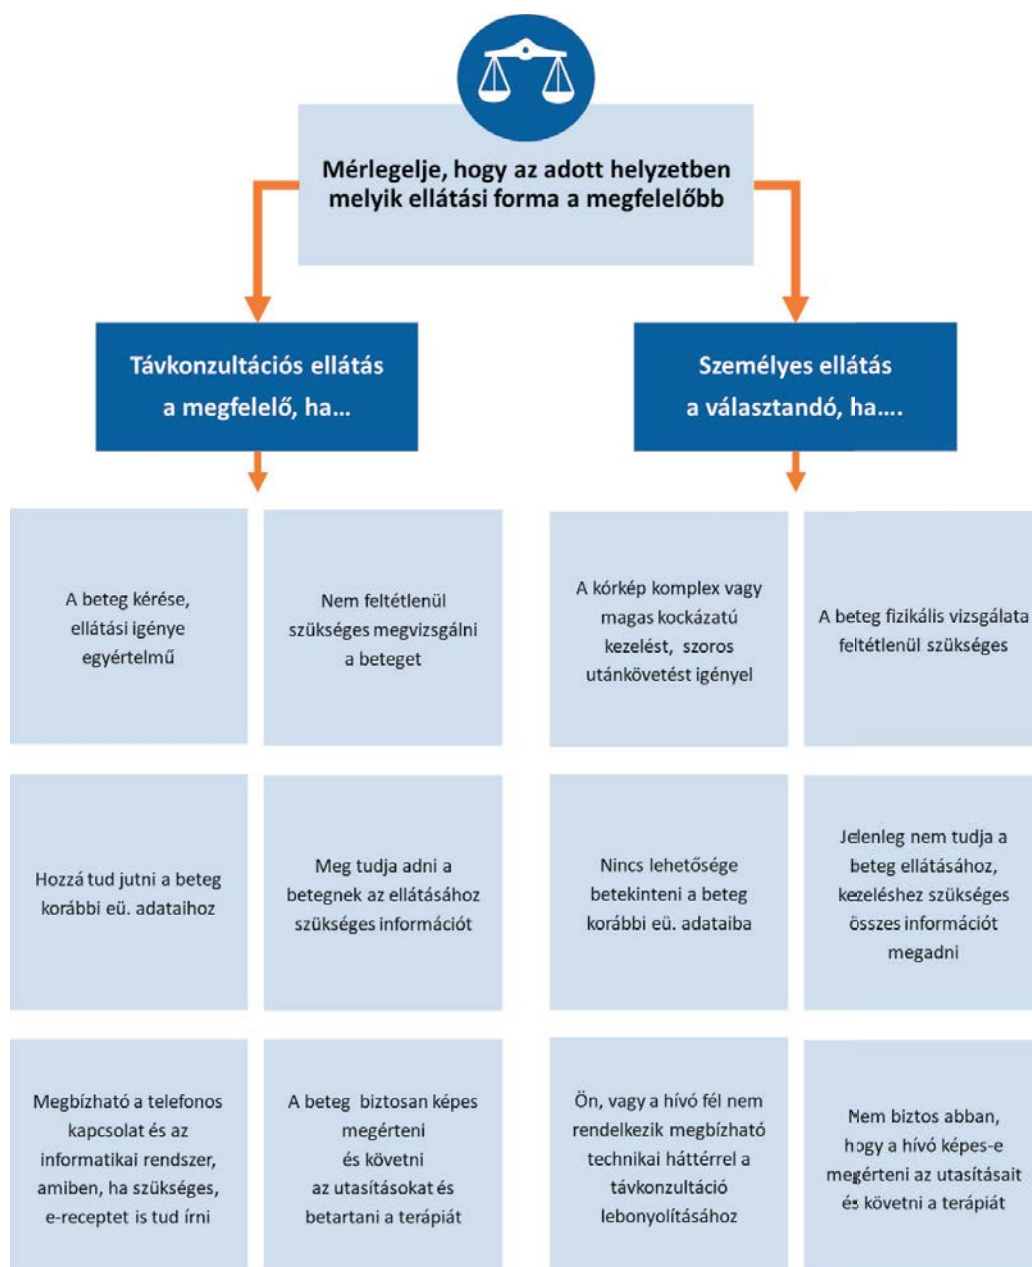 Mérlegelje, hogy az adott helyzetben
melyik ellátási forma a megfelelőbb
Távkonzultációs ellátás
a megfelelő, ha...
Személyes ellátás
a választandó, ha....
A beteg kérése,
ellátási igénye
egyértelmű
Nem feltétlenül
szükséges megvizsgálni
a beteget
A kórkép komplex vagy
magas kockázatú
kezelést, szoros
utánkövetést igényel
A beteg fizikális vizsgálata
feltétlenül szükséges
Hozzá tud jutni a beteg
korábbi eü. adataihoz
Meg tudja adni a
betegnek az ellátásához
szükséges információt
Nincs lehetősége
betekinteni a beteg
korábbi eü. adataiba
Jelenleg nem tudja a
beteg ellátásához,
kezeléshez szükséges
összes információt
megadni
Megbízható a telefonos
kapcsolat és az
informatikai rendszer,
amiben, ha szükséges,
e-receptet is tud írni
A beteg biztosan képes
megérteni
és követni
az utasításokat és
betartani a terápiát
Ön, vagy a hívó fél nem
rendelkezik megbízható
technikai háttérrel a
távkonzultáció
lebonyolításához
Nem biztos abban,
hogy a hívó képes-e
megérteni az utasításait
és követni a terápiát